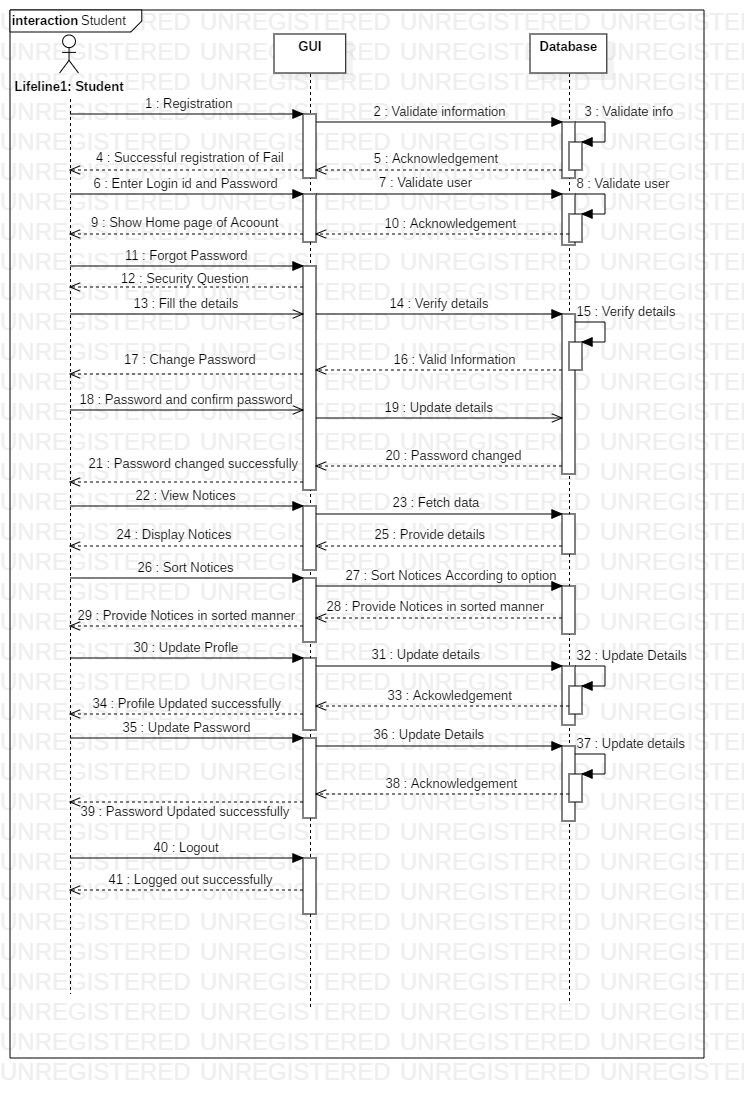 interaction Student
GUI
Database
Lifeline1: Student
1 : Registration
2 : Validate information
3 : Validate info
4 : Successful registration of Fail
5 : Acknowledgement
6 : Enter Login id and Password
7 : Validate user
8 : Validate user
9 : Show Home page of Acoount
10 : Acknowledgement
11 : Forgot Password
12 : Security Question
13 : Fill the details
14 : Verify details
15 : Verify details
16 : Valid Information
17 : Change Password
18 : Password and confirm password
19 : Update details
20 : Password changed
21 : Password changed successfully
22 : View Notices
23 : Fetch data
24 : Display Notices
25 : Provide details
26 : Sort Notices
27 : Sort Notices According to option
28 : Provide Notices in sorted manner
29 : Provide Notices in sorted manner
30 : Update Profle
31 : Update details
32 : Update Details
33 : Ackowledgement
34 : Profile Updated successfully
35 : Update Password
36 : Update Details
37 : Update details
38 : Acknowledgement
39 : Password Updated successfully
40 : Logout
41 : Logged out successfully
UNREGISTERED